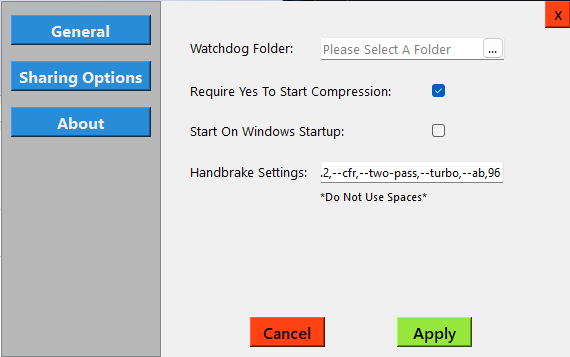 X
General
Watchdog Folder: Please Select A Folder ...
Sharing Options
Require Yes To Start Compression:
About
Start On Windows Startup:
Handbrake Settings: .2,--cfr,--two-pass,--turbo,--ab,96
*Do Not Use Spaces*
Cancel Apply